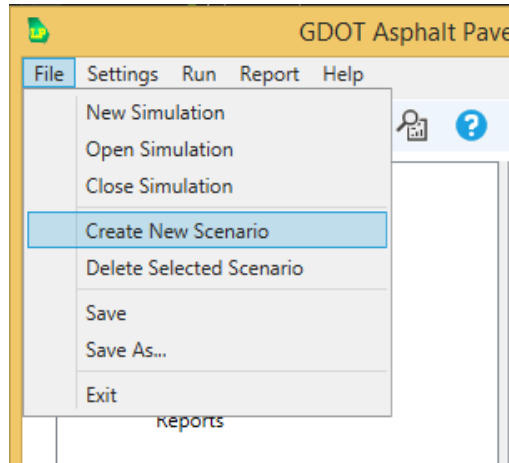 GDOT Asphalt Pave
File Settings Run Report Help
New Simulation
Open Simulation
Close Simulation
Create New Scenario
Delete Selected Scenario
Save
Save As...
Exit
Reports